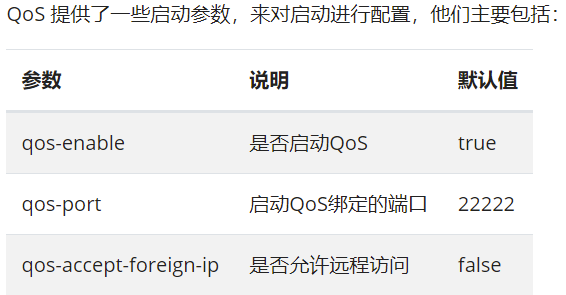 QoS 提供了一些启动参数，来对启动进行配置，他们主要包括：
参数 说明 默认值
qos-enable 是否启动QoS true
qos-port 启动QoS绑定的端口 22222
qos-accept-foreign-ip 是否允许远程访问 false